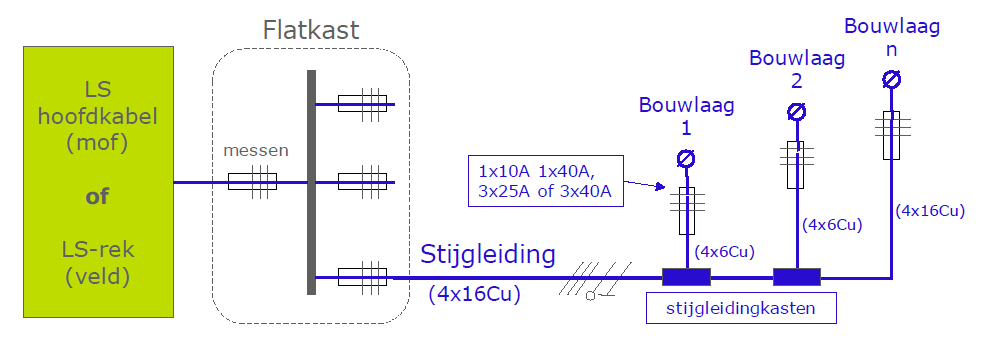 Flatkast
LS
hoofdkabel
(mof)
of
LS-rek
(veld)
messen
Stijgleiding
(4x16Cu)
1x10A 1x40A,
3x25A of 3x40A
Bouwlaag
1
(4x6Cu)
Bouwlaag
2
(4x6Cu)
Bouwlaag
n
(4x16Cu)
stijgleidingkasten